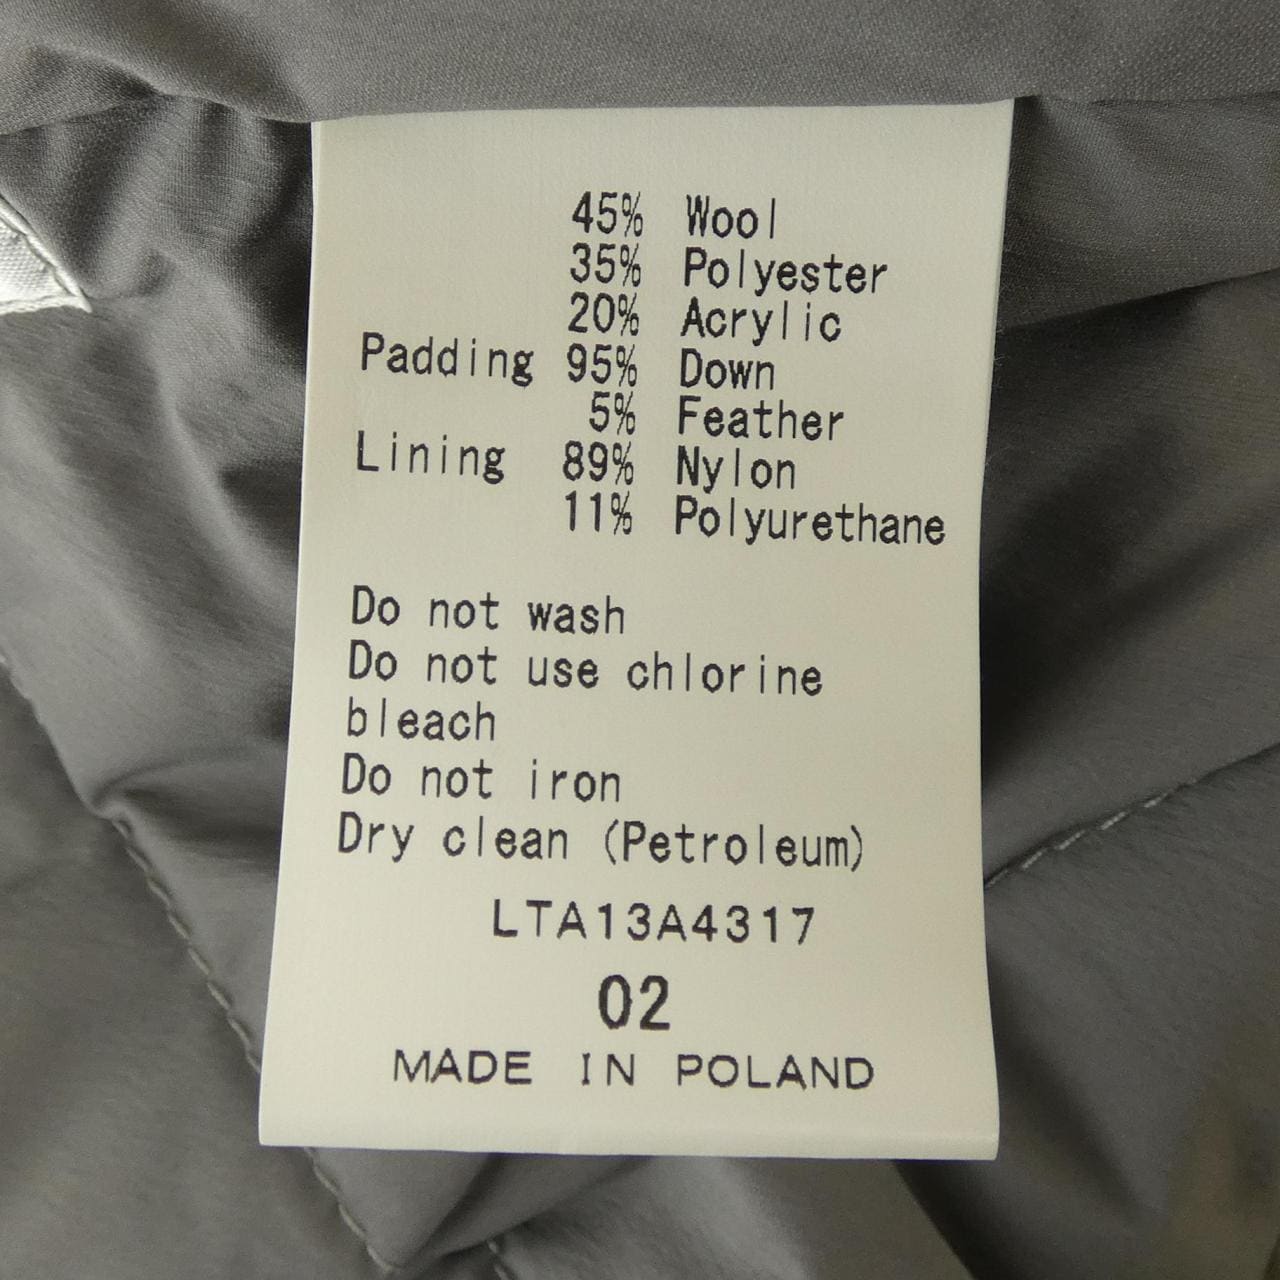 45% Wool
35% Polyester
20% Acrylic
Padding 95% Down
5% Feather
Lining 89% Nylon
11% Polyurethane
Do not wash
Do not use chlorine
bleach
Do not iron
Dry clean (Petroleum)
LTA13A4317
02
MADE IN POLAND